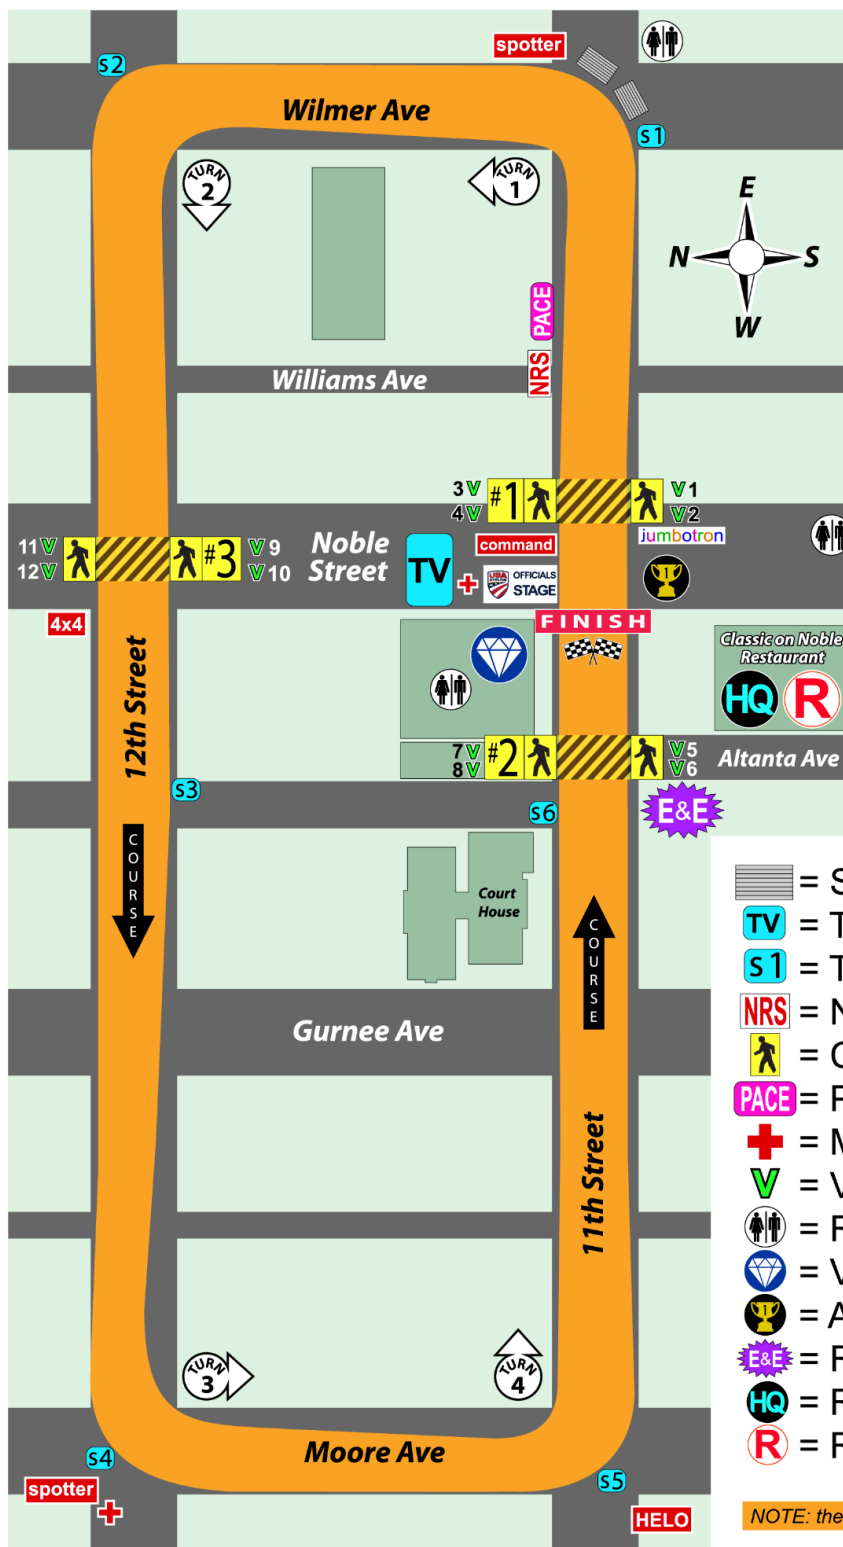 spotter
S2
Wilmer Ave
S1
TURN
2
TURN
1
E
N
S
W
PACE
NRS
Williams Ave
3 V
4 V
#1
V 1
V 2
11 V
12 V
#3
V 9
V 10
Noble
Street
TV
command
USA
CYCLING
OFFICIALS
STAGE
jumbotron
1
4x4
FINISH
Classic on Noble
Restaurant
HQ
R
12th Street
7 V
8 V
#2
V 5
V 6
Altanta Ave
S3
S6
E&E
COURSE
Court
House
COURSE
Gurnee Ave
11th Street
TURN
3
TURN
4
S4
Moore Ave
S5
spotter
HELO
= S
TV = T
S1 = T
NRS = N
= C
PACE = P
= M
V = V
= R
= V
1 = A
E&E = F
HQ = F
R = F
NOTE: the